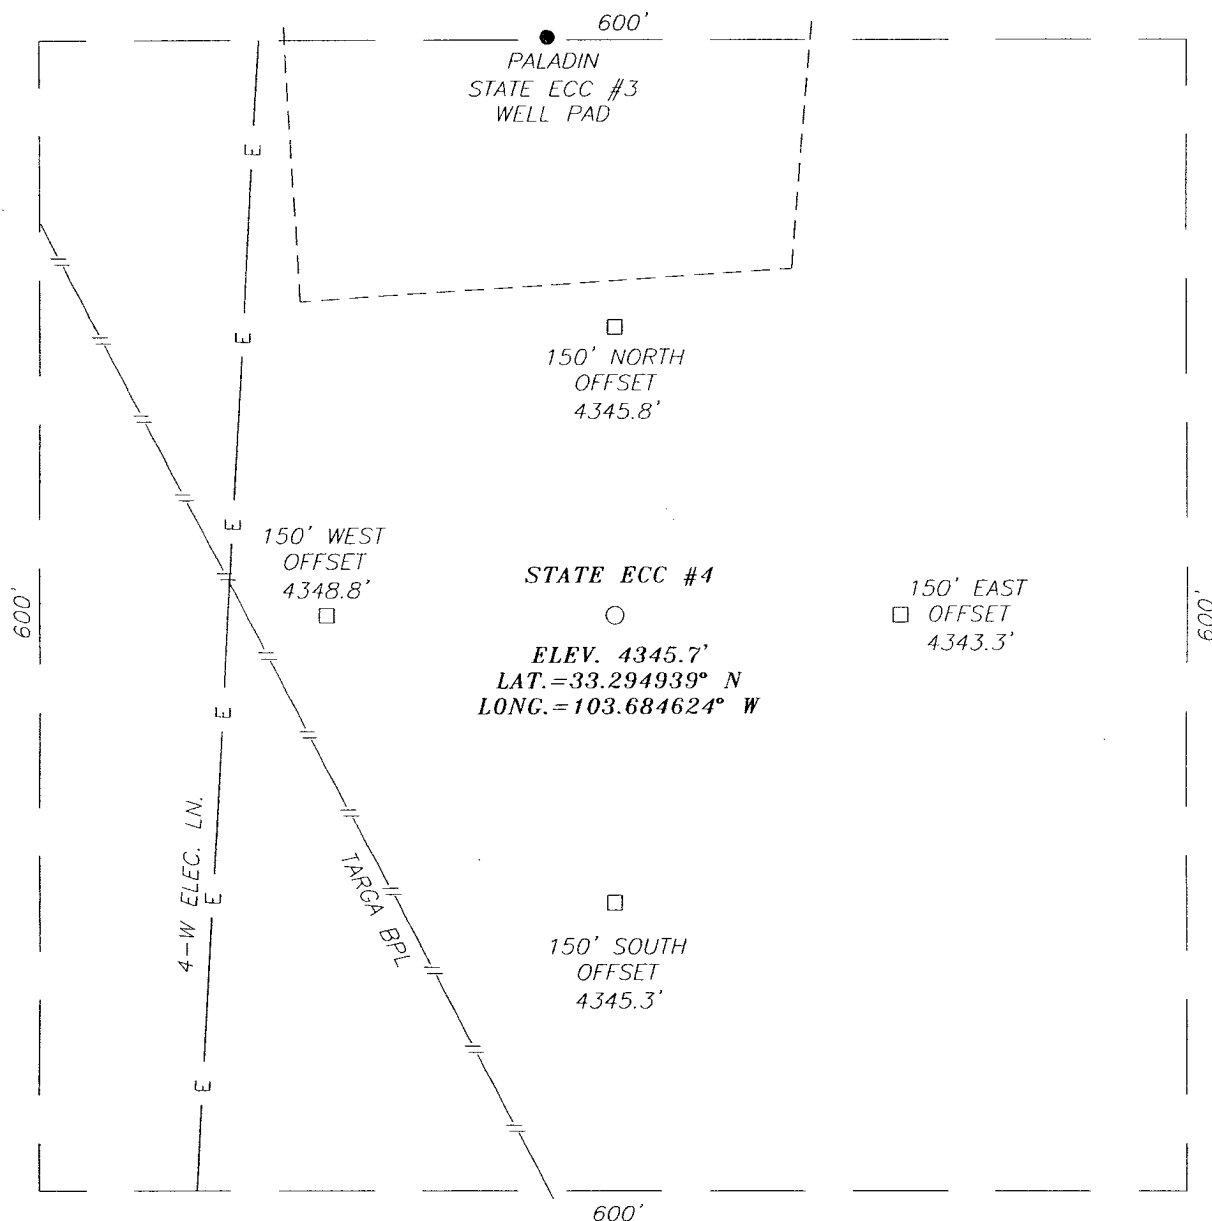 600'
PALADIN
STATE ECC #3
WELL PAD
E
E
150' NORTH
OFFSET
4345.8'
E
150' WEST
OFFSET
4348.8'
STATE ECC #4
150' EAST
OFFSET
4343.3'
600'
600'
ELEV. 4345.7'
LAT.=33.294939° N
LONG.=103.684624° W
E
4-W ELEC. LN.
TARGA BPL
E
150' SOUTH
OFFSET
4345.3'
E
600'